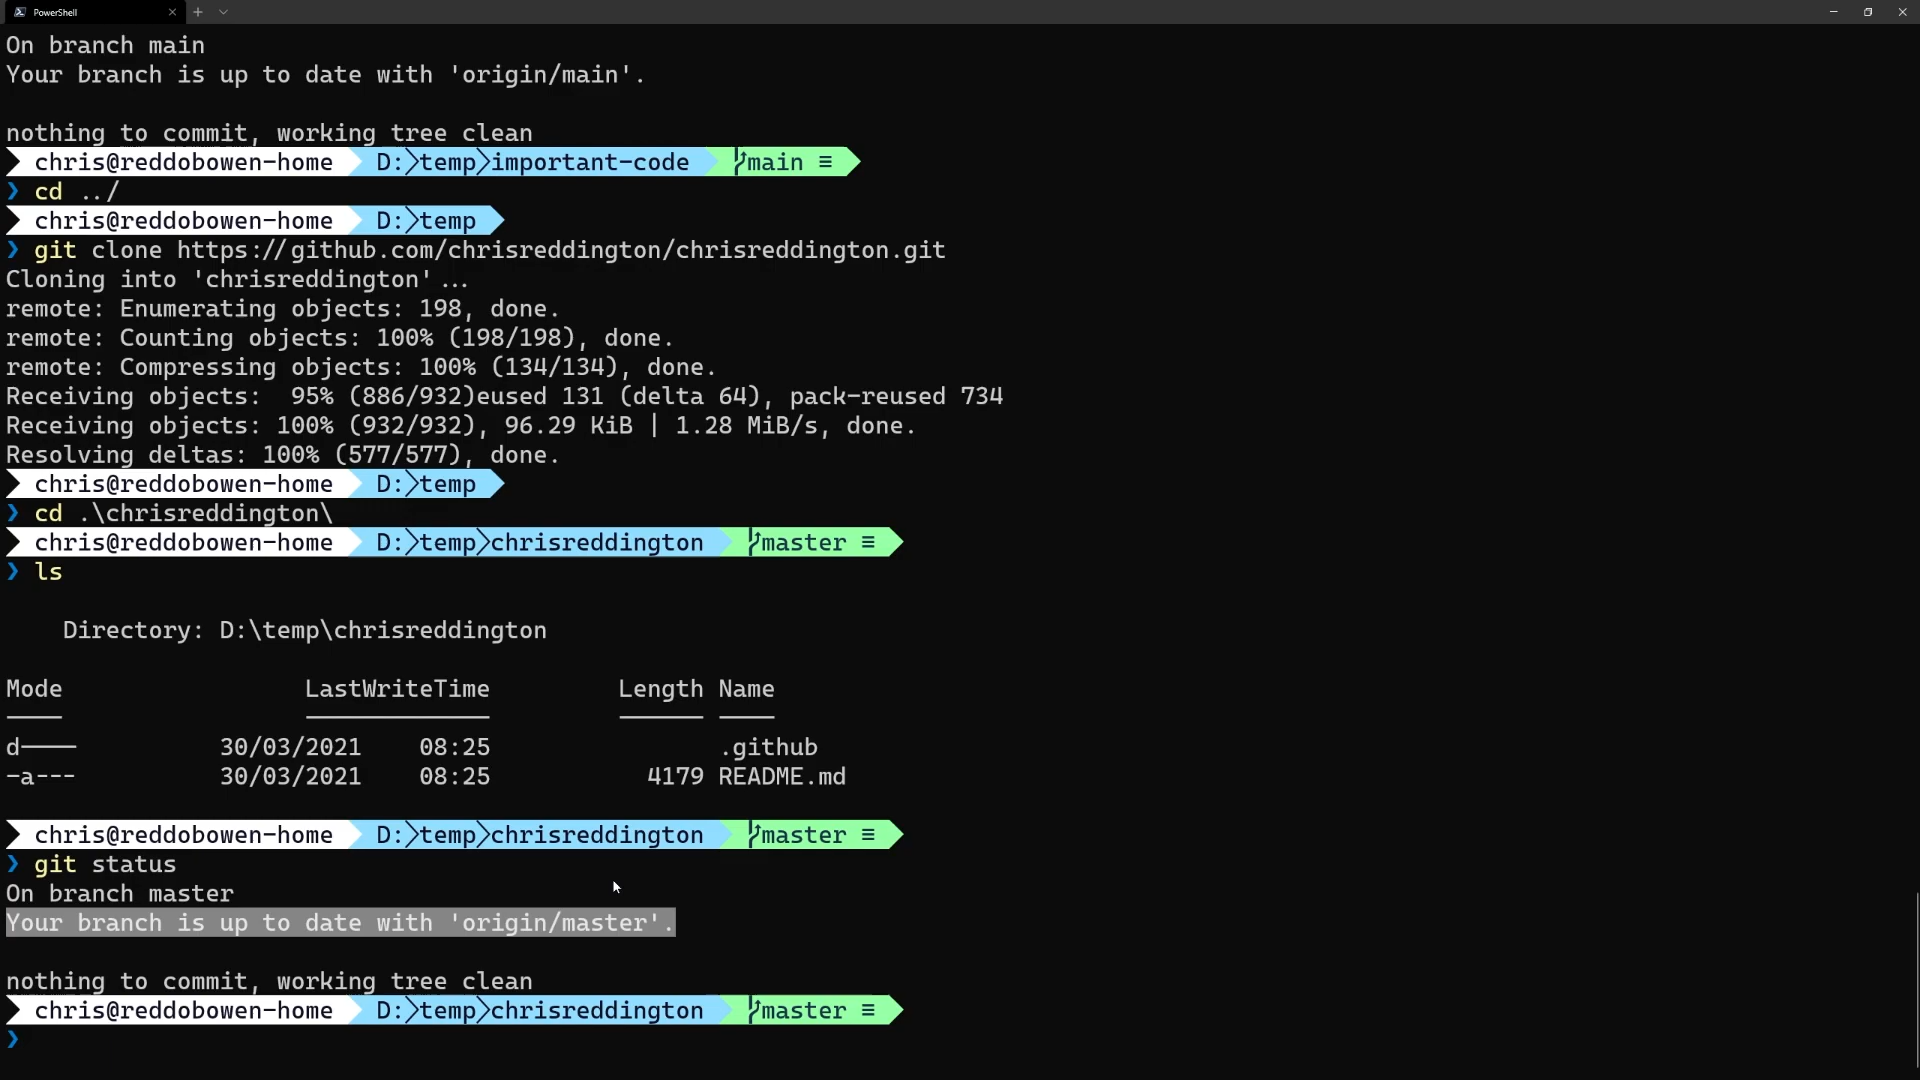 PowerShell
On branch main
Your branch is up to date with 'origin/main'.
nothing to commit, working tree clean
chris@reddobowen-home D:〉temp〉important-code main ≡
❯ cd ../
chris@reddobowen-home D:〉temp
❯ git clone https://github.com/chrisreddington/chrisreddington.git
Cloning into 'chrisreddington'...
remote: Enumerating objects: 198, done.
remote: Counting objects: 100% (198/198), done.
remote: Compressing objects: 100% (134/134), done.
Receiving objects:  95% (886/932)eused 131 (delta 64), pack-reused 734
Receiving objects: 100% (932/932), 96.29 KiB | 1.28 MiB/s, done.
Resolving deltas: 100% (577/577), done.
chris@reddobowen-home D:〉temp
❯ cd .\chrisreddington\
chris@reddobowen-home D:〉temp〉chrisreddington master ≡
❯ ls
Directory: D:\temp\chrisreddington
Mode LastWriteTime Length Name
---- ------------- ------ ----
d---- 30/03/2021 08:25 .github
-a--- 30/03/2021 08:25 4179 README.md
chris@reddobowen-home D:〉temp〉chrisreddington master ≡
❯ git status
On branch master
Your branch is up to date with 'origin/master'.
nothing to commit, working tree clean
chris@reddobowen-home D:〉temp〉chrisreddington master ≡
❯